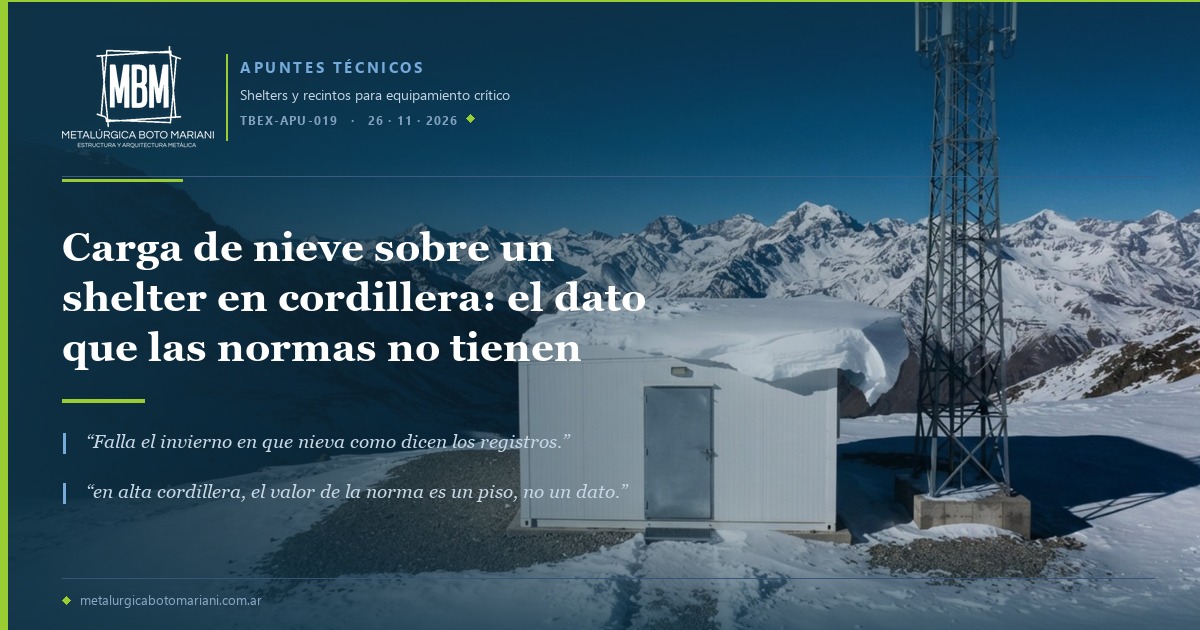 MBM
METALÚRGICA BOTO MARIANI
ESTRUCTURA Y ARQUITECTURA METÁLICA
APUNTES TÉCNICOS
Shelters y recintos para equipamiento crítico
TBEX-APU-019 · 26 · 11 · 2026
Carga de nieve sobre un
shelter en cordillera: el dato
que las normas no tienen
“Falla el invierno en que nieva como dicen los registros.”
“en alta cordillera, el valor de la norma es un piso, no un dato.”
metalurgicabotomariani.com.ar